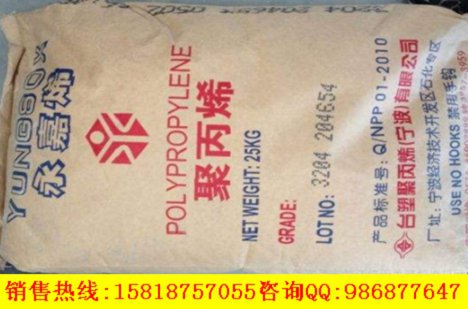 YUNGSOX
永嘉烯
POLYPROPYLENE
聚丙烯
NET WEIGHT: 25KG
GRADE:
LOT NO: 3204 204654
产品标准号: Q/NPP 01-2010
台塑聚丙烯(宁波)有限公司
厂址: 宁波经济技术开发区石化专区
USE NO HOOKS 禁用手钩
销售热线:15818757055咨询QQ:986877647